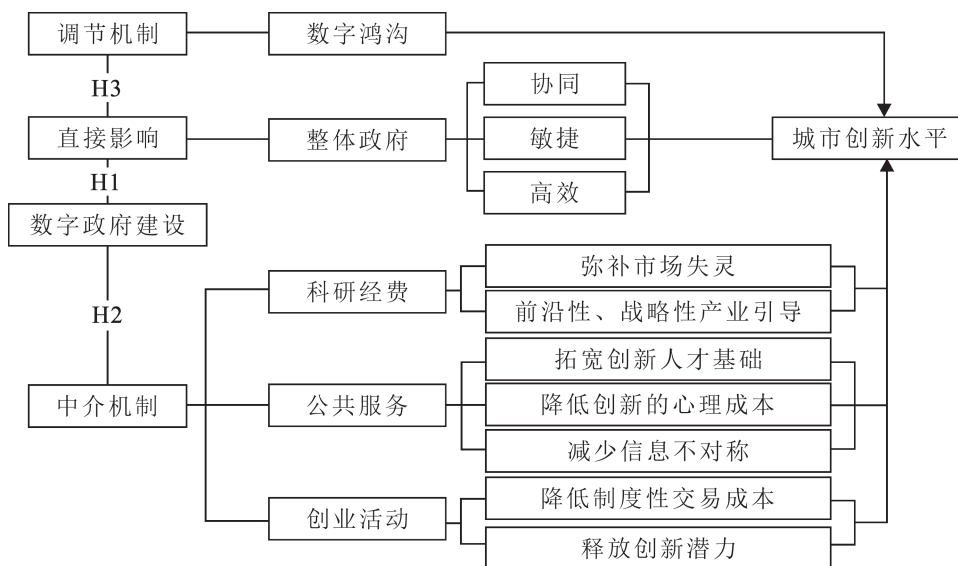 调节机制
数字鸿沟
H3
协同
直接影响
整体政府
敏捷
城市创新水平
H1
高效
数字政府建设
H2
科研经费
弥补市场失灵
前沿性、战略性产业引导
中介机制
公共服务
拓宽创新人才基础
降低创新的心理成本
减少信息不对称
创业活动
降低制度性交易成本
释放创新潜力